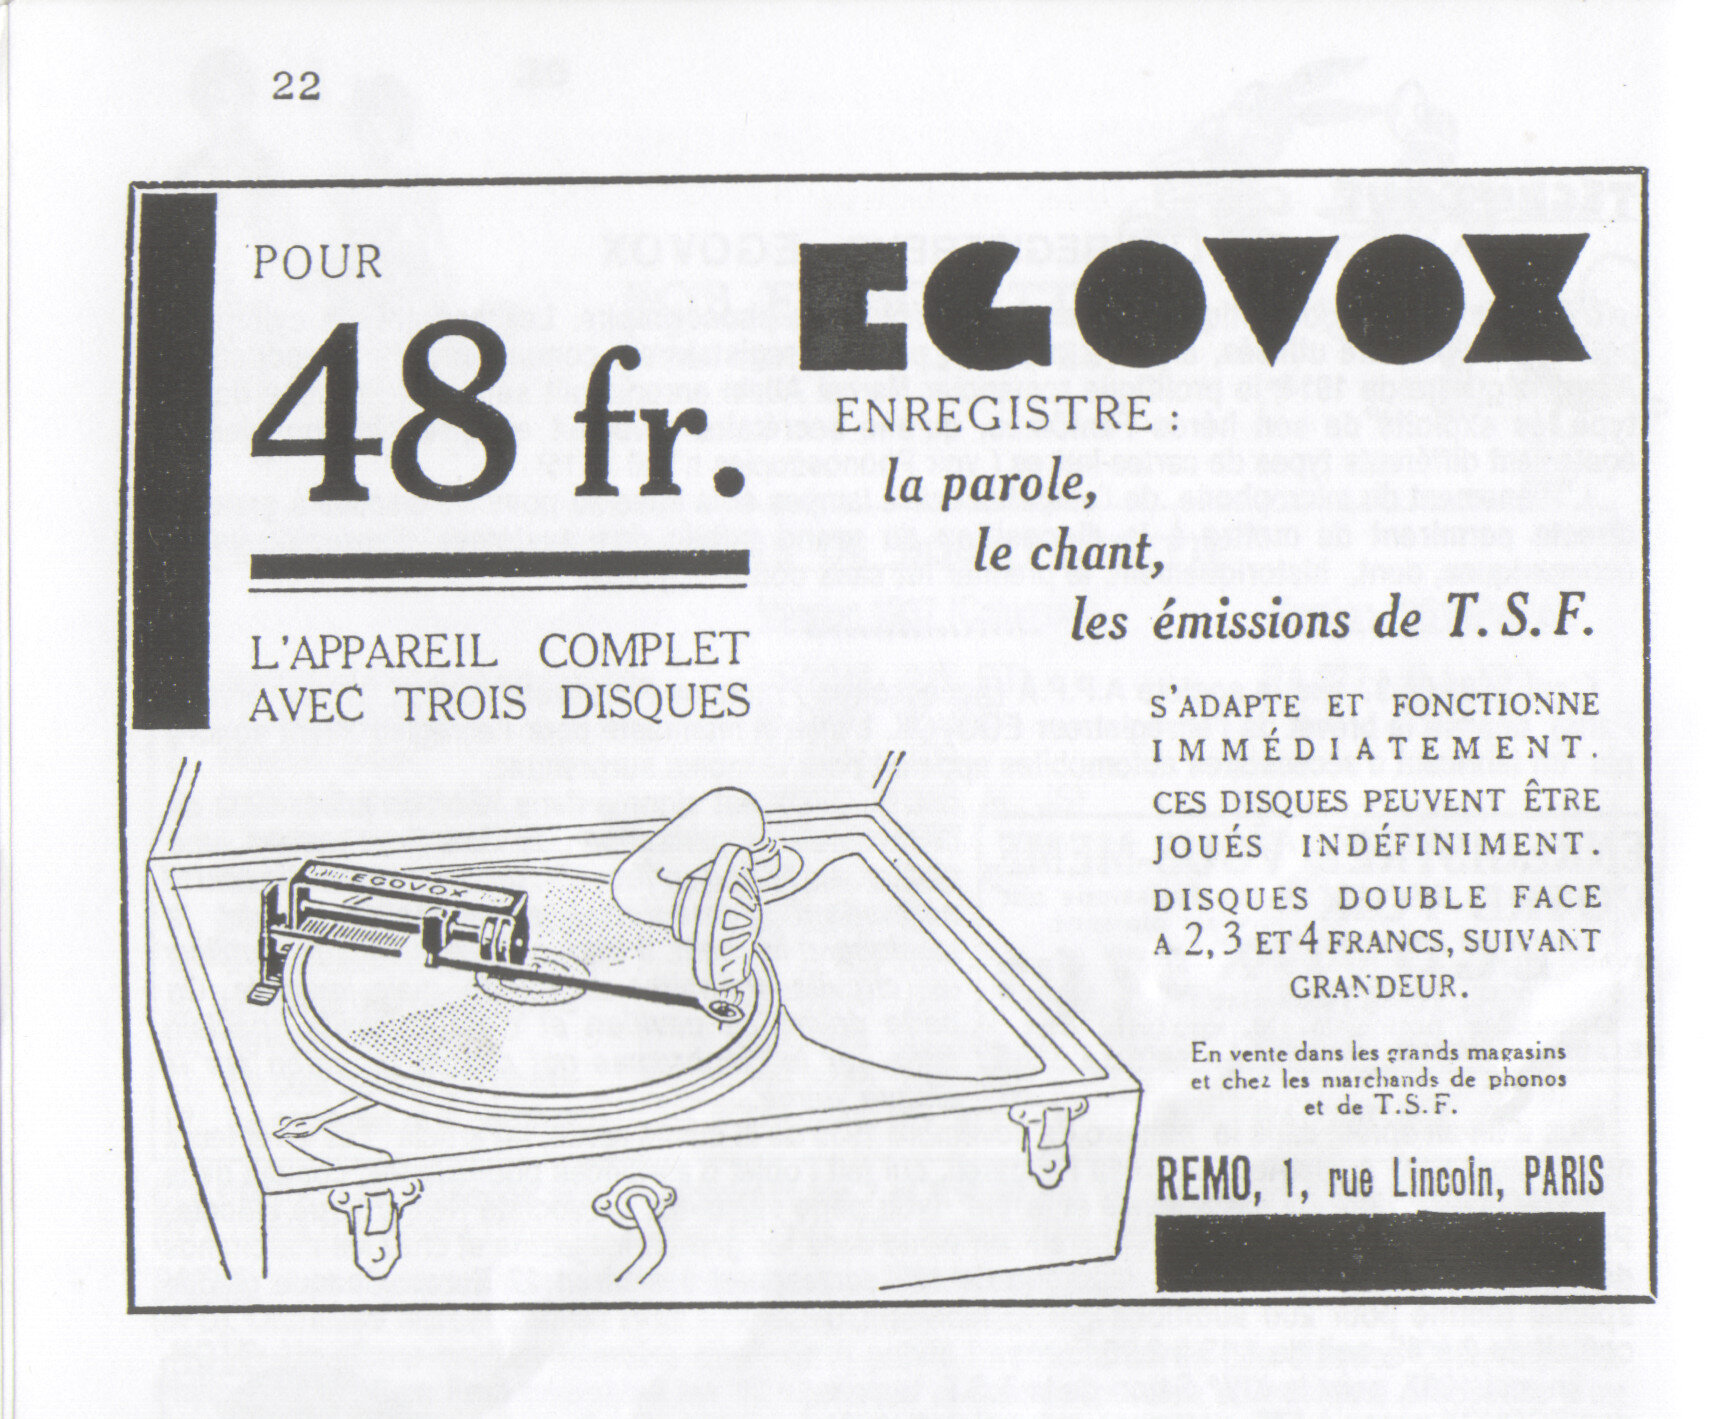 22
POUR
48 fr.
L'APPAREIL COMPLET
AVEC TROIS DISQUES
EGOVOX
ENREGISTRE :
la parole,
le chant,
les émissions de T. S. F.
S'ADAPTE ET FONCTIONNE
IMMÉDIATEMENT.
CES DISQUES PEUVENT ÊTRE
JOUÉS INDÉFINIMENT.
DISQUES DOUBLE FACE
A 2, 3 ET 4 FRANCS, SUIVANT
GRANDEUR.
En vente dans les grands magasins
et chez les marchands de phonos
et de T. S. F.
REMO, 1, rue Lincoln, PARIS
EGOVOX